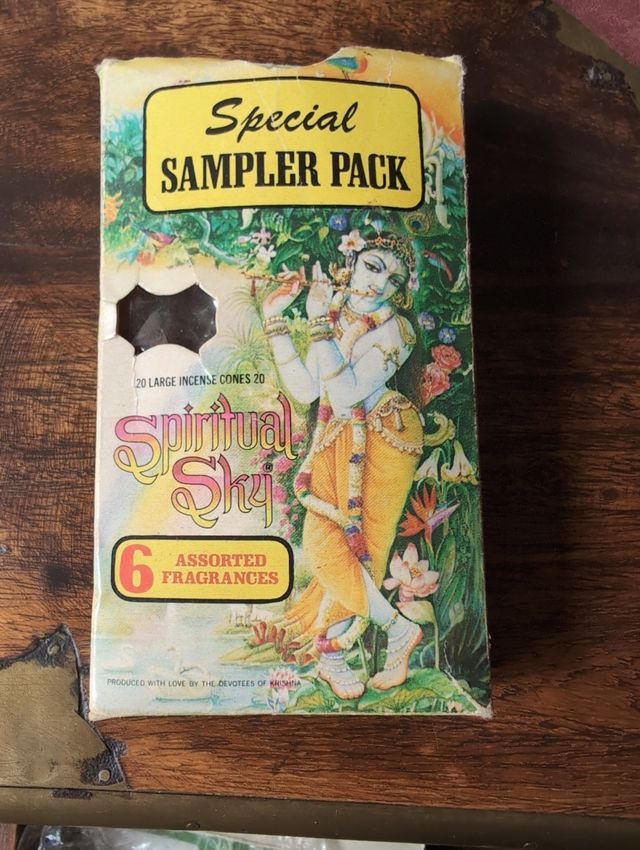 Special
SAMPLER PACK
20 LARGE INCENSE CONES 20
Spiritual
Sky®
6 ASSORTED
FRAGRANCES
PRODUCED WITH LOVE BY THE DEVOTEES OF KRISHNA